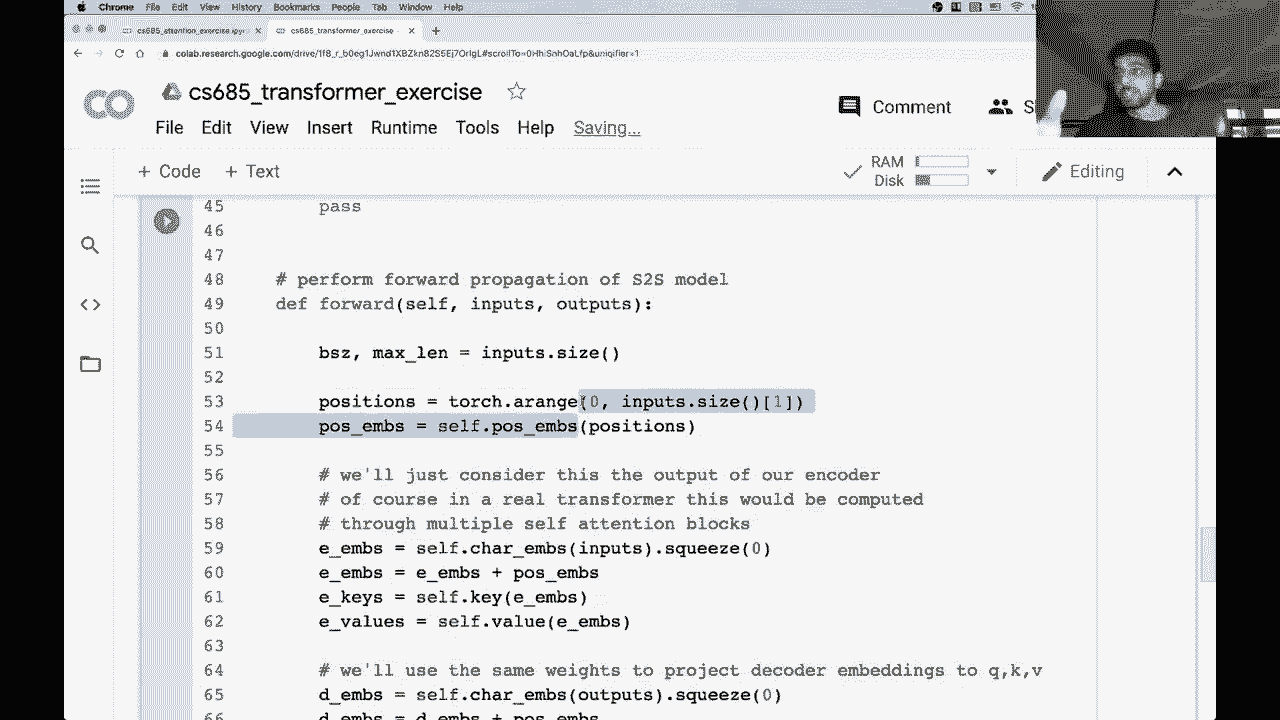 Chrome File Edit View History Bookmarks People Tab Window Help
cs685_attention_exercise.ipyn × cs685_transformer_exercise × +
colab.research.google.com/drive/1f8_r_b0eg1Jwnd1XBZkn82S5Ej7OrIgL#scrollTo=0HhiSnhOaLfp&uniqifier=1
CO cs685_transformer_exercise
Comment
File Edit View Insert Runtime Tools Help Saving...
+ Code + Text
RAM
Disk
Editing
45 pass
46
47
48 # perform forward propagation of S2S model
49 def forward(self, inputs, outputs):
50
51 bsz, max_len = inputs.size()
52
53 positions = torch.arange(0, inputs.size()[1])
54 pos_embs = self.pos_embs(positions)
55
56 # we'll just consider this the output of our encoder
57 # of course in a real transformer this would be computed
58 # through multiple self attention blocks
59 e_embs = self.char_embs(inputs).squeeze(0)
60 e_embs = e_embs + pos_embs
61 e_keys = self.key(e_embs)
62 e_values = self.value(e_embs)
63
64 # we'll use the same weights to project decoder embeddings to q,k,v
65 d_embs = self.char_embs(outputs).squeeze(0)
66 d_embs = d_embs + pos_embs